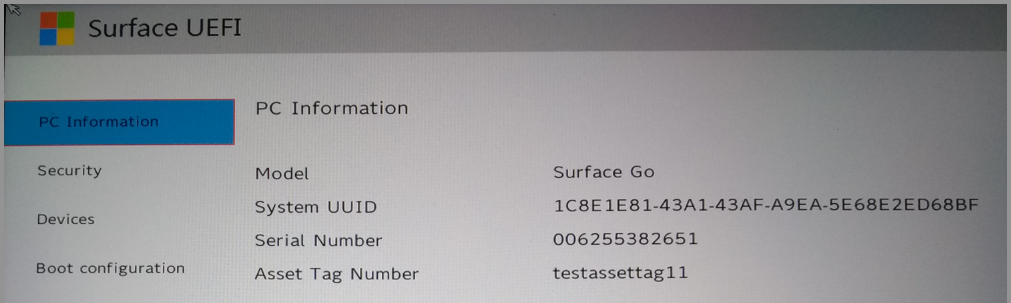 Surface UEFI
PC Information
PC Information
Security
Devices
Boot configuration
Model Surface Go
System UUID 1C8E1E81-43A1-43AF-A9EA-5E68E2ED68BF
Serial Number 006255382651
Asset Tag Number testassettag11